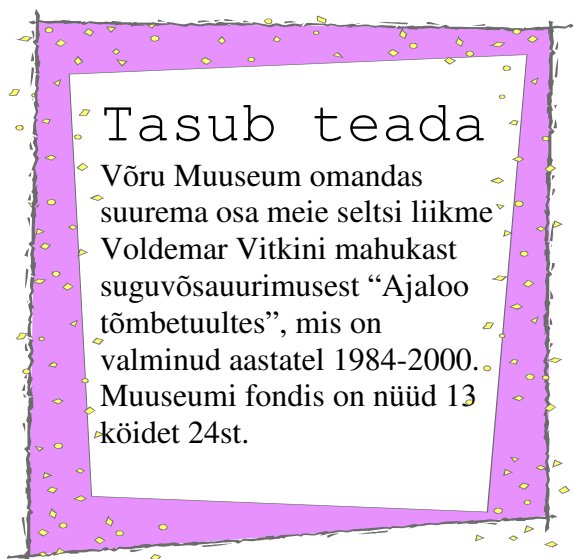 Tasub teada
Võru Muuseum omandas
suurema osa meie seltsi liikme
Voldemar Vitkini mahukast
suguvõsauurimusest “Ajaloo
tõmbetuultes”, mis on
valminud aastatel 1984-2000.
Muuseumi fondis on nüüd 13
köidet 24st.